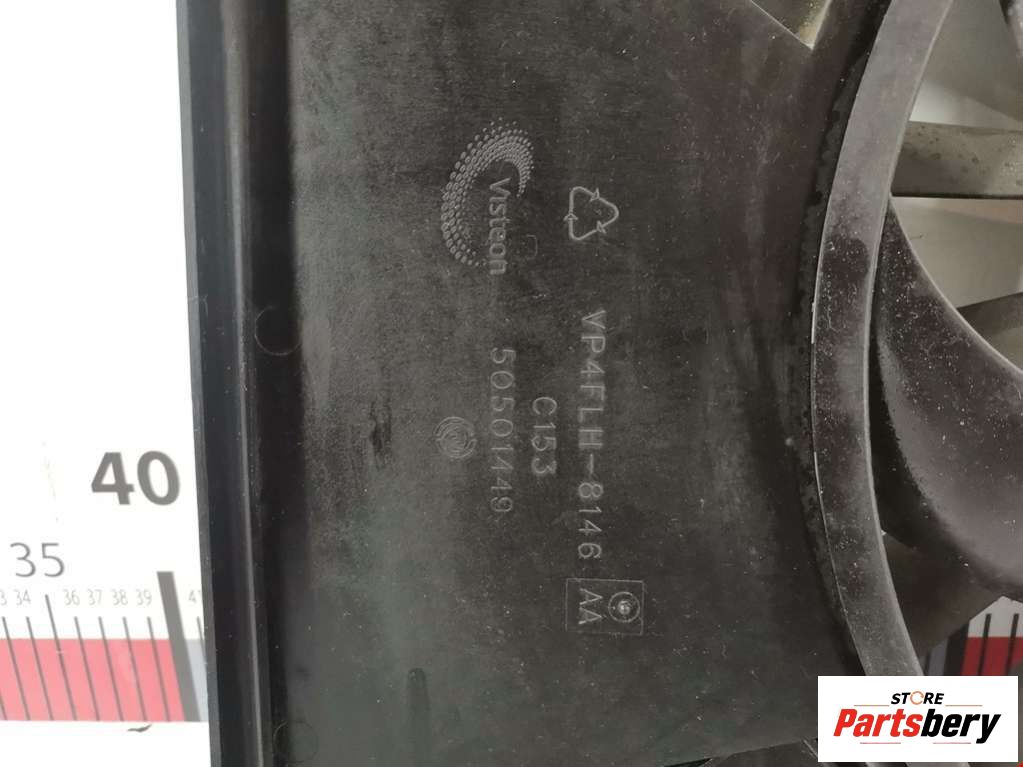 Visteon
VP4FLH-8146
AA
C153
50501449
40
35
34 36 37 38 39
STORE
Partsbery